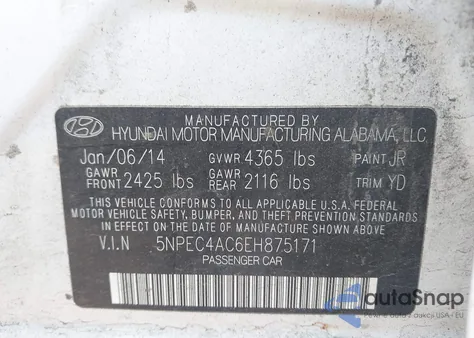 MANUFACTURED BY
HYUNDAI MOTOR MANUFACTURING ALABAMA, LLC
Jan/06/14 GVWR 4365 lbs PAINT JR
GAWR FRONT 2425 lbs GAWR REAR 2116 lbs TRIM YD
THIS VEHICLE CONFORMS TO ALL APPLICABLE U.S.A. FEDERAL
MOTOR VEHICLE SAFETY, BUMPER, AND THEFT PREVENTION STANDARDS
IN EFFECT ON THE DATE OF MANUFACTURE SHOWN ABOVE.
V.I.N 5NPEC4AC6EH875171
PASSENGER CAR
autaSnap